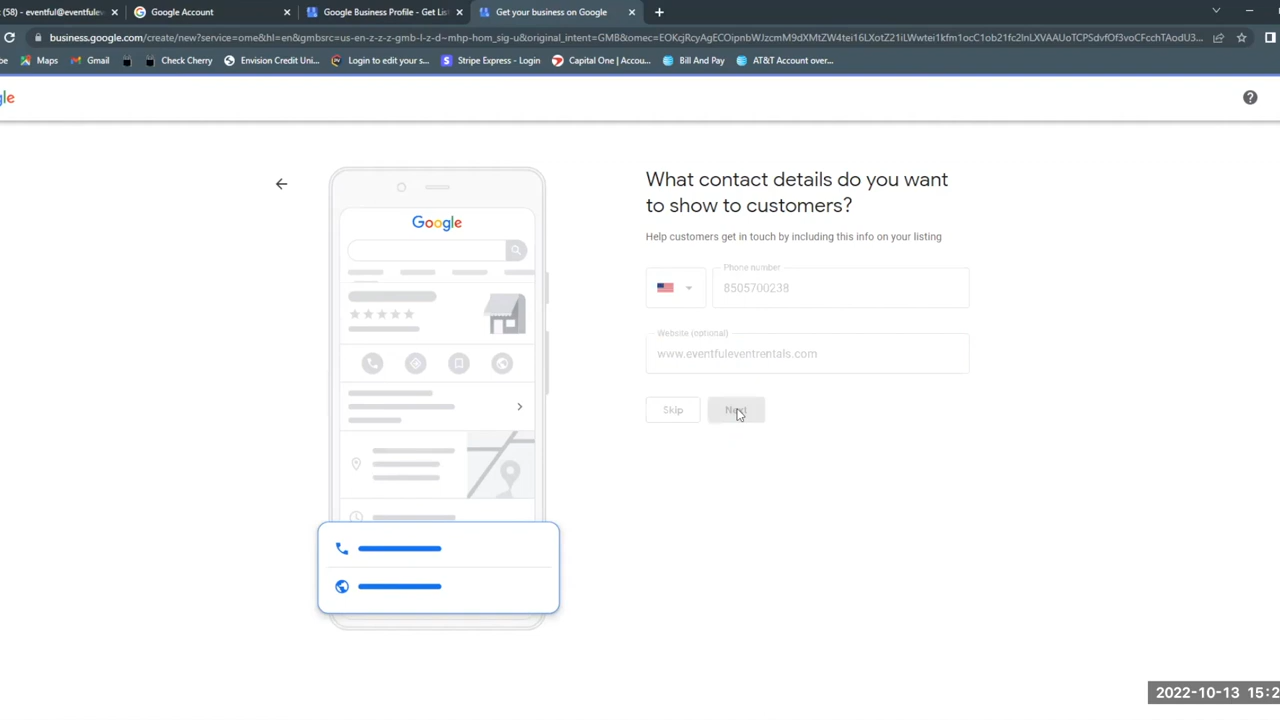 (58) - eventful@eventfule
Google Account
Google Business Profile - Get List
Get your business on Google
business.google.com/create/new?service=ome&hl=en&gmbsrc=us-en-z-z-z-gmb-l-z-d~mhp-hom_sig-u&original_intent=GMB&omec=
Maps
Gmail
Check Cherry
Envision Credit Uni...
Login to edit your s...
Stripe Express - Login
Capital One | Accou...
Bill And Pay
AT&T Account over...
gle
What contact details do you want
to show to customers?
Help customers get in touch by including this info on your listing
Phone number
8505700238
Website (optional)
www.eventfuleventrentals.com
Skip
Next
Google
2022-10-13 15:2